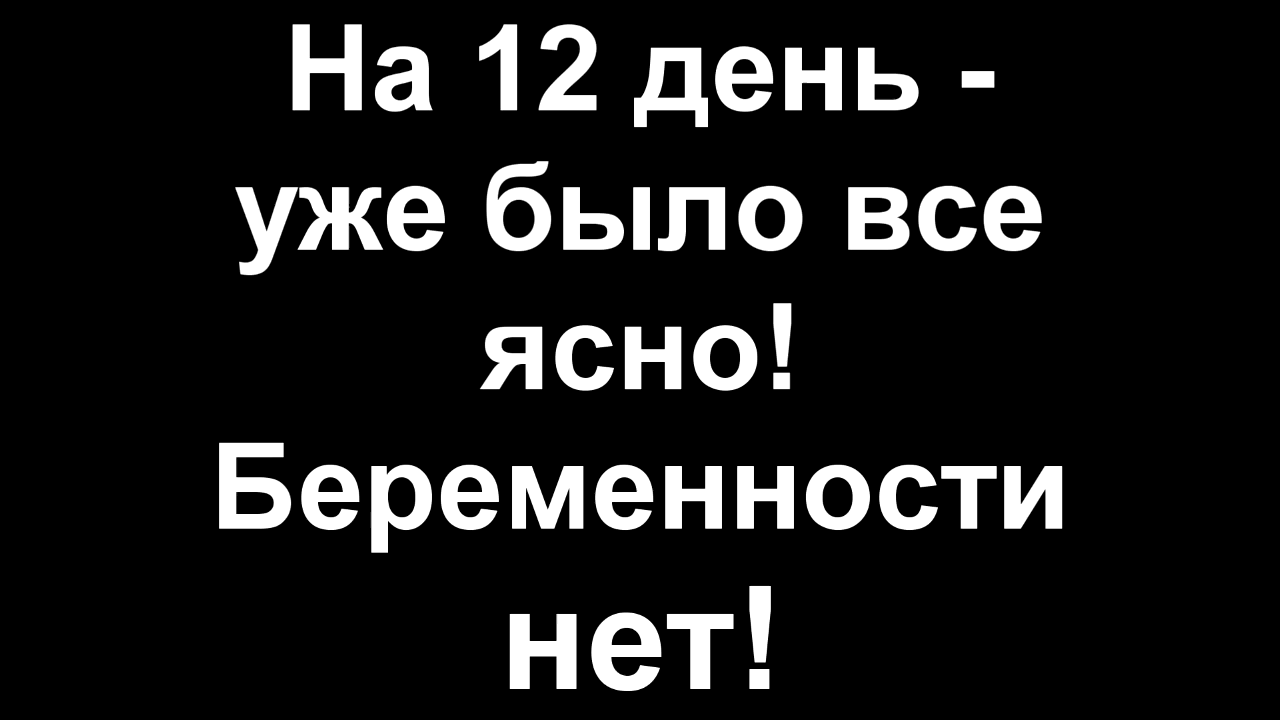 На 12 день -
уже было все
ясно!
Беременности
нет!